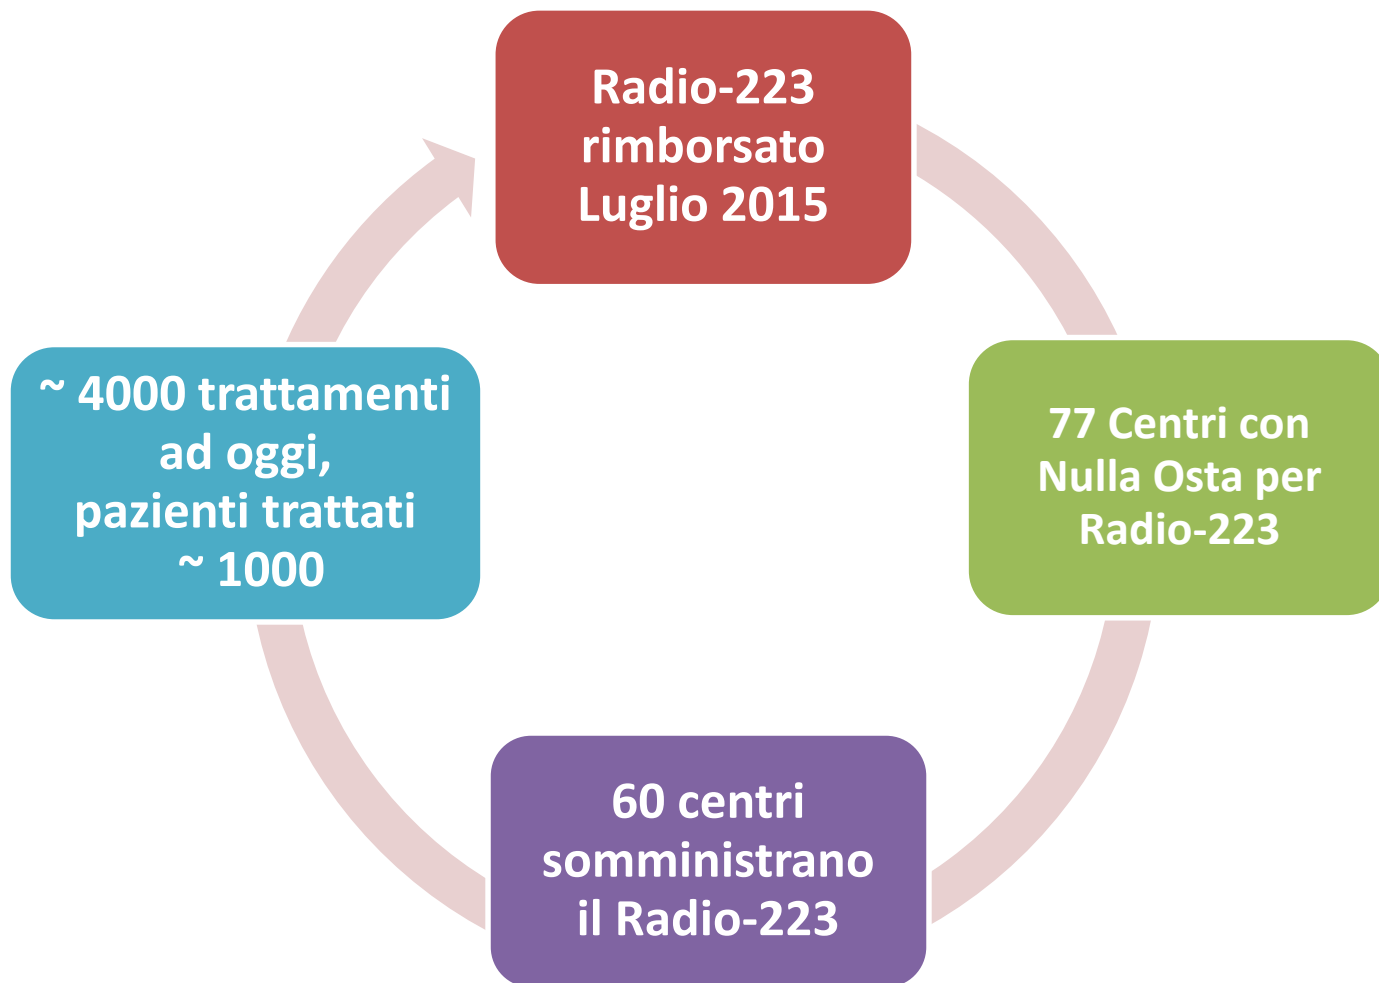 Radio-223
rimborsato
Luglio 2015
77 Centri con
Nulla Osta per
Radio-223
60 centri
somministrano
il Radio-223
~ 4000 trattamenti
ad oggi,
pazienti trattati
~ 1000